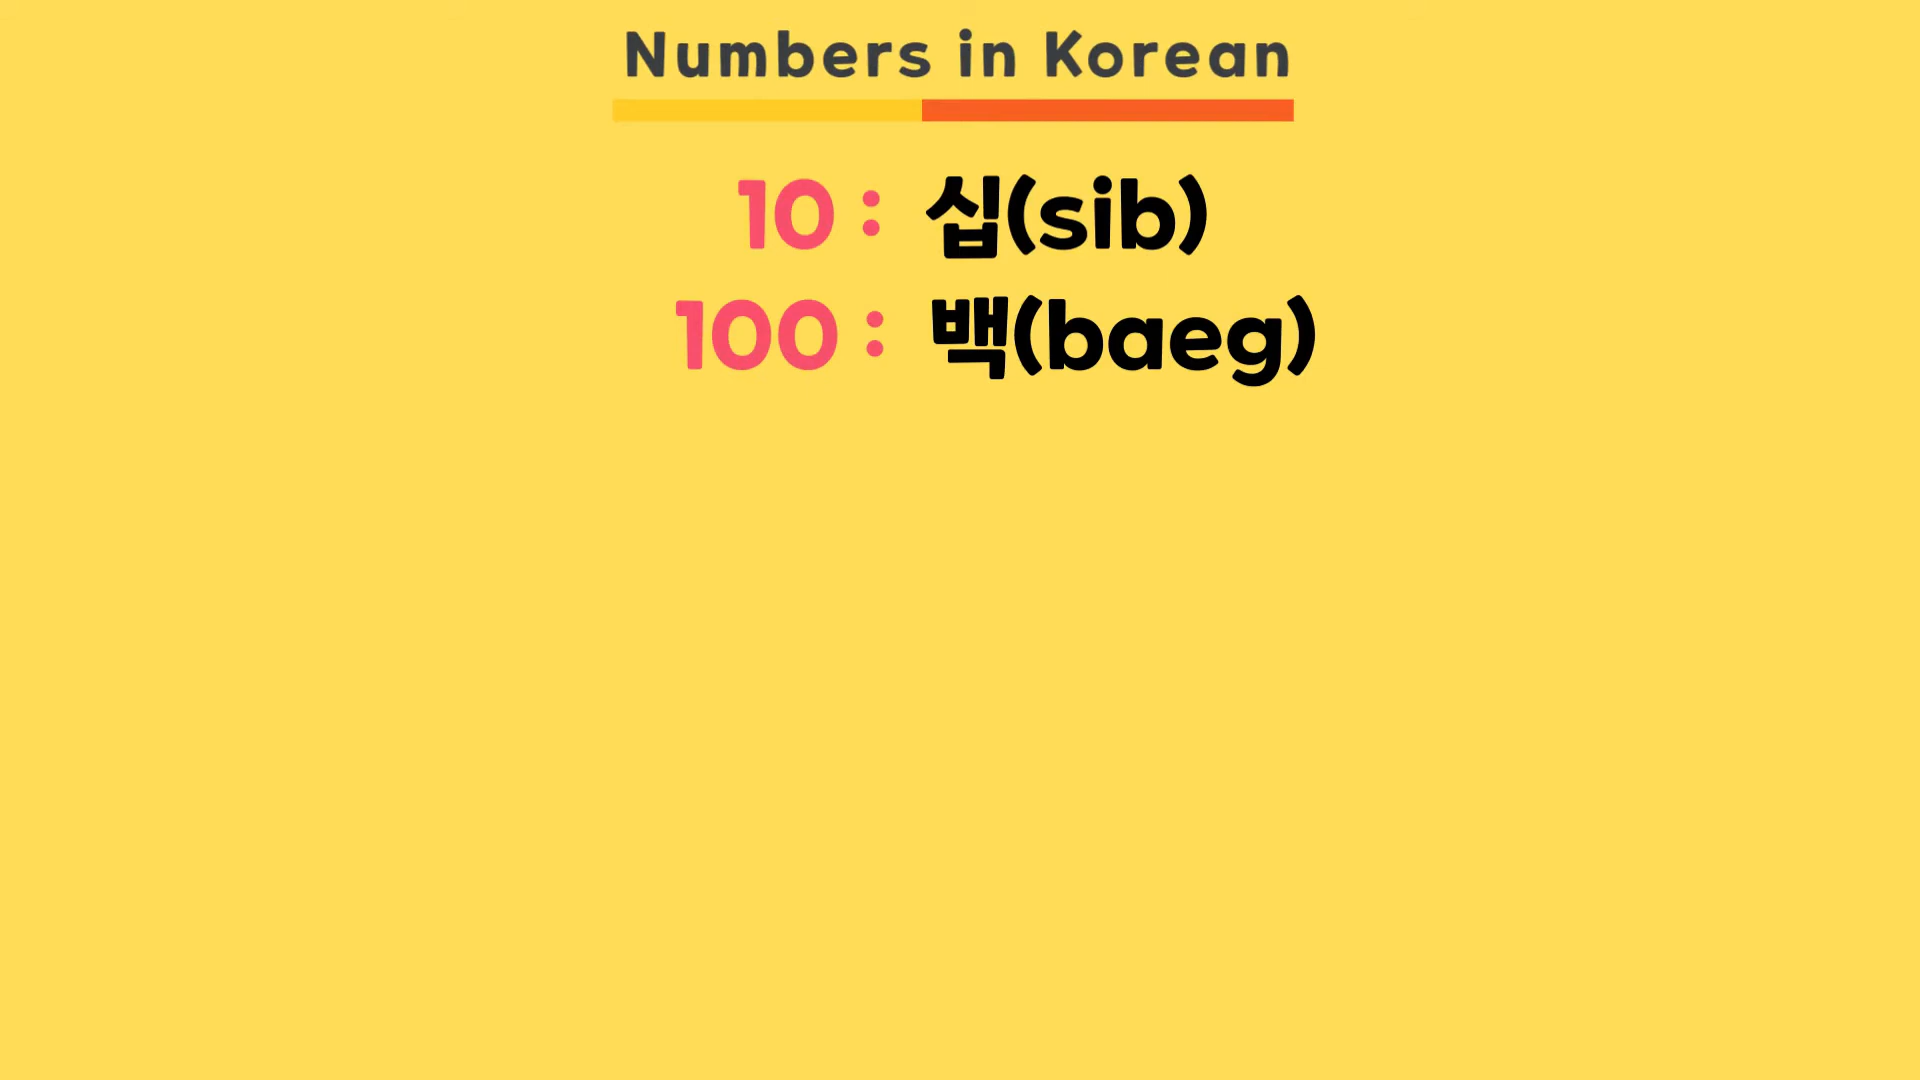 Numbers in Korean
10 : 십(sib)
100 : 백(baeg)